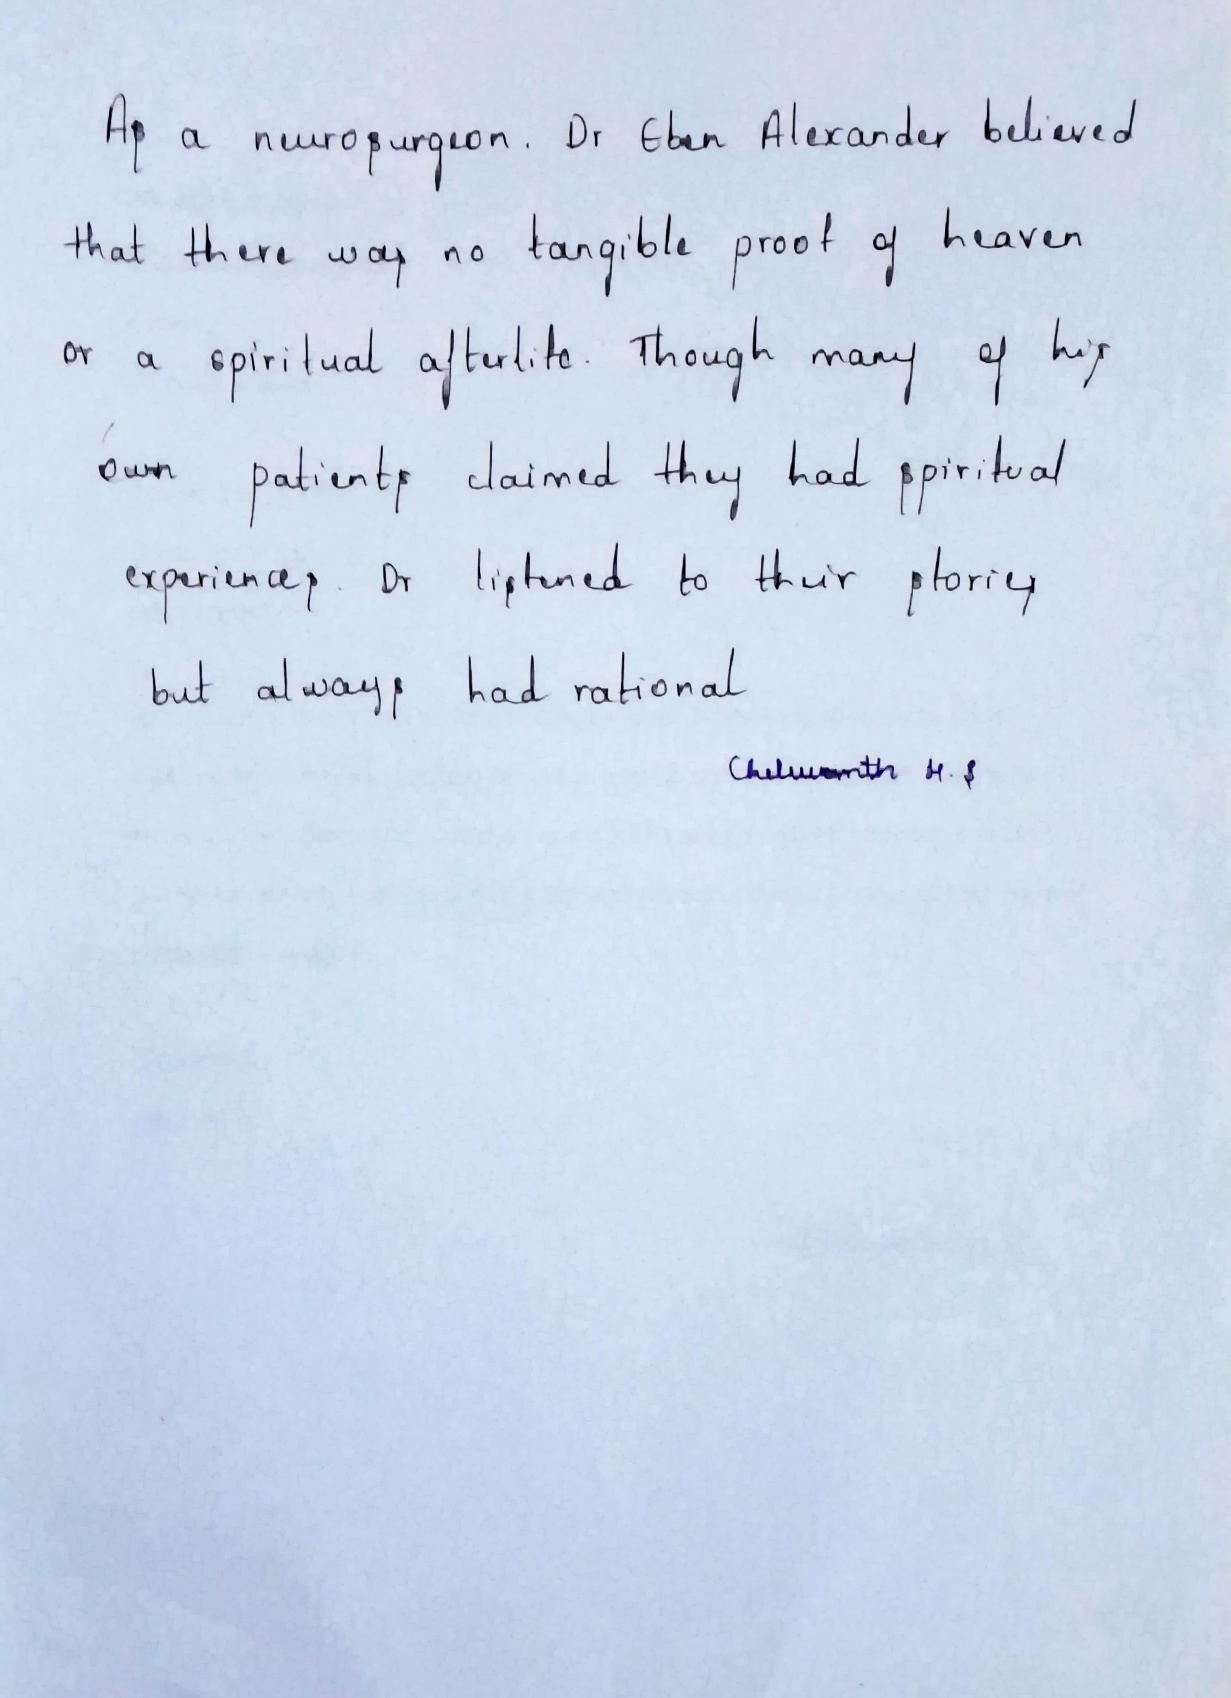 As a neurosurgeon. Dr Eben Alexander believed
that there was no tangible proof of heaven
or a spiritual afterlife. Though many of his
own patients claimed they had spiritual
experiences. Dr listened to their stories
but always had rational
H. S